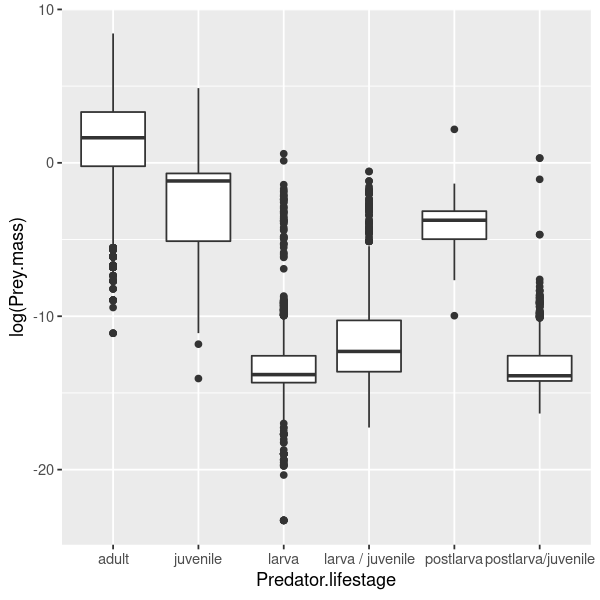 log(Prey.mass)
10
0
-10
-20
adult juvenile larva larva / juvenile postlarva postlarva/juvenile
Predator.lifestage